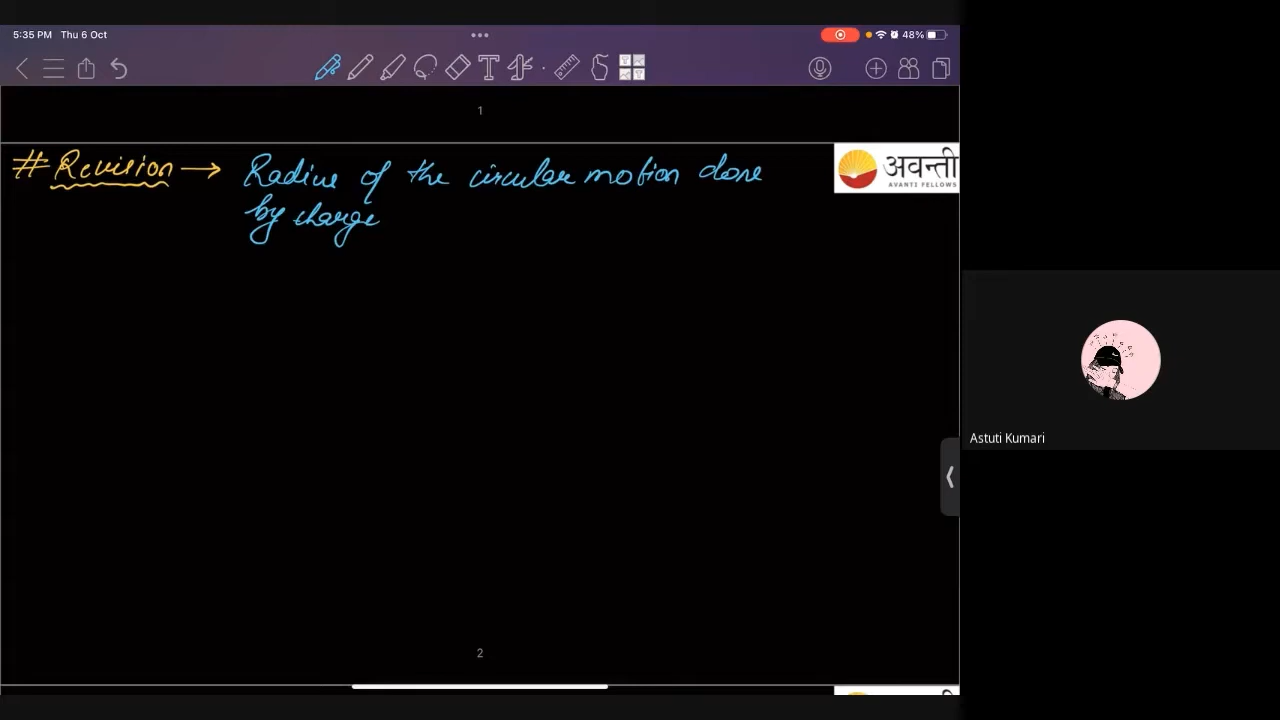 5:35 PM Thu 6 Oct
48%
1
# Revision → Radius of the circular motion done
by charge
अवन्ती
AVANTI FELLOWS
Astuti Kumari
2